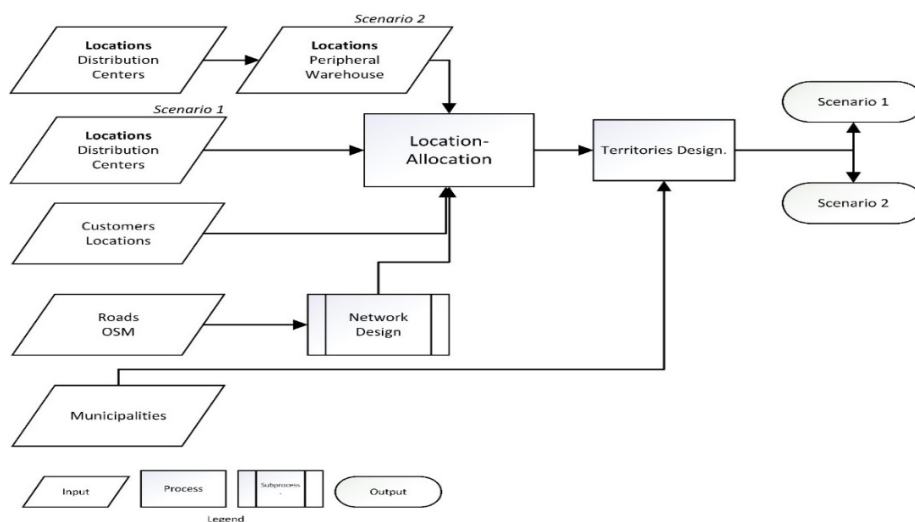 Scenario 2
Locations
Distribution
Centers
Locations
Peripheral
Warehouse
Scenario 1
Locations
Distribution
Centers
Location-
Allocation
Territories Design.
Scenario 1
Scenario 2
Customers
Locations
Roads
OSM
Network
Design
Municipalities
Input
Process
Subprocess
.
Output
Legend